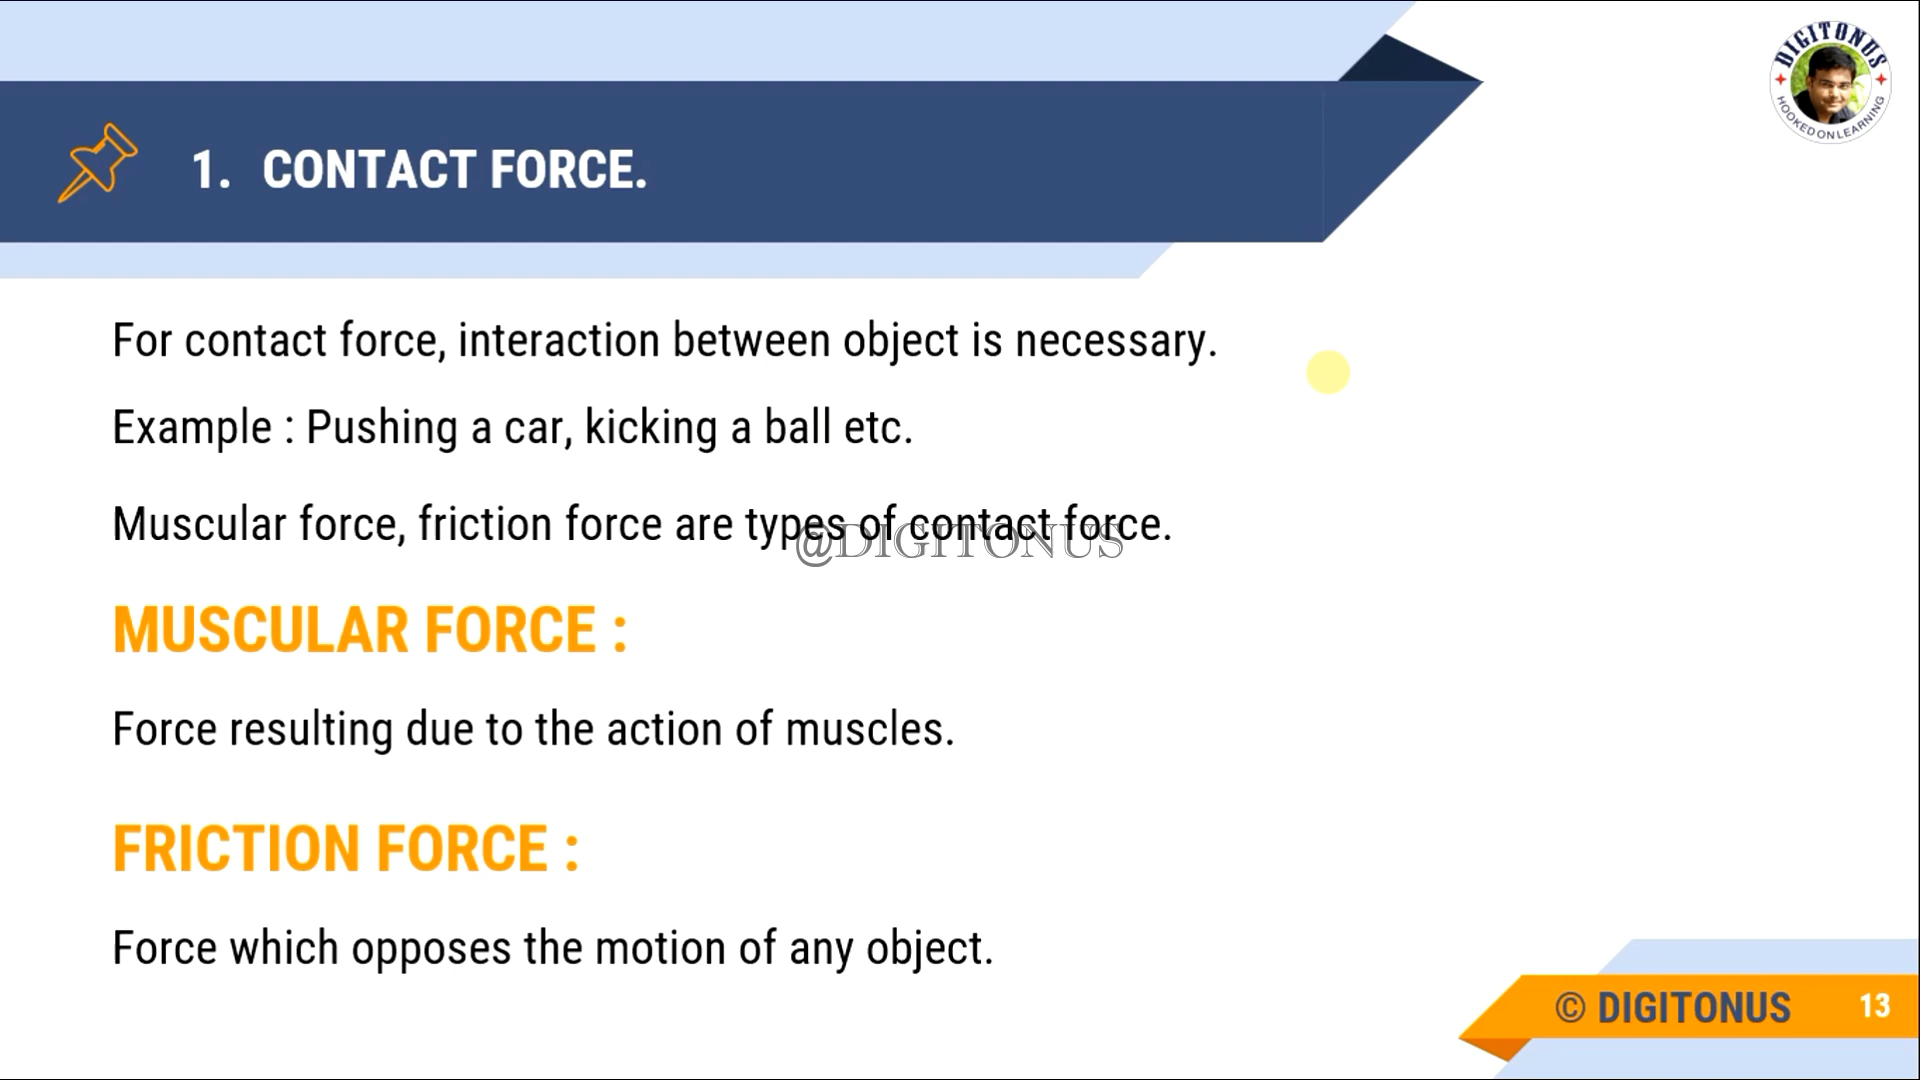 DIGITONUS
HOOKED ON LEARNING
1. CONTACT FORCE.
For contact force, interaction between object is necessary.
Example : Pushing a car, kicking a ball etc.
Muscular force, friction force are types of contact force.
@DIGITONUS
MUSCULAR FORCE :
Force resulting due to the action of muscles.
FRICTION FORCE :
Force which opposes the motion of any object.
© DIGITONUS 13